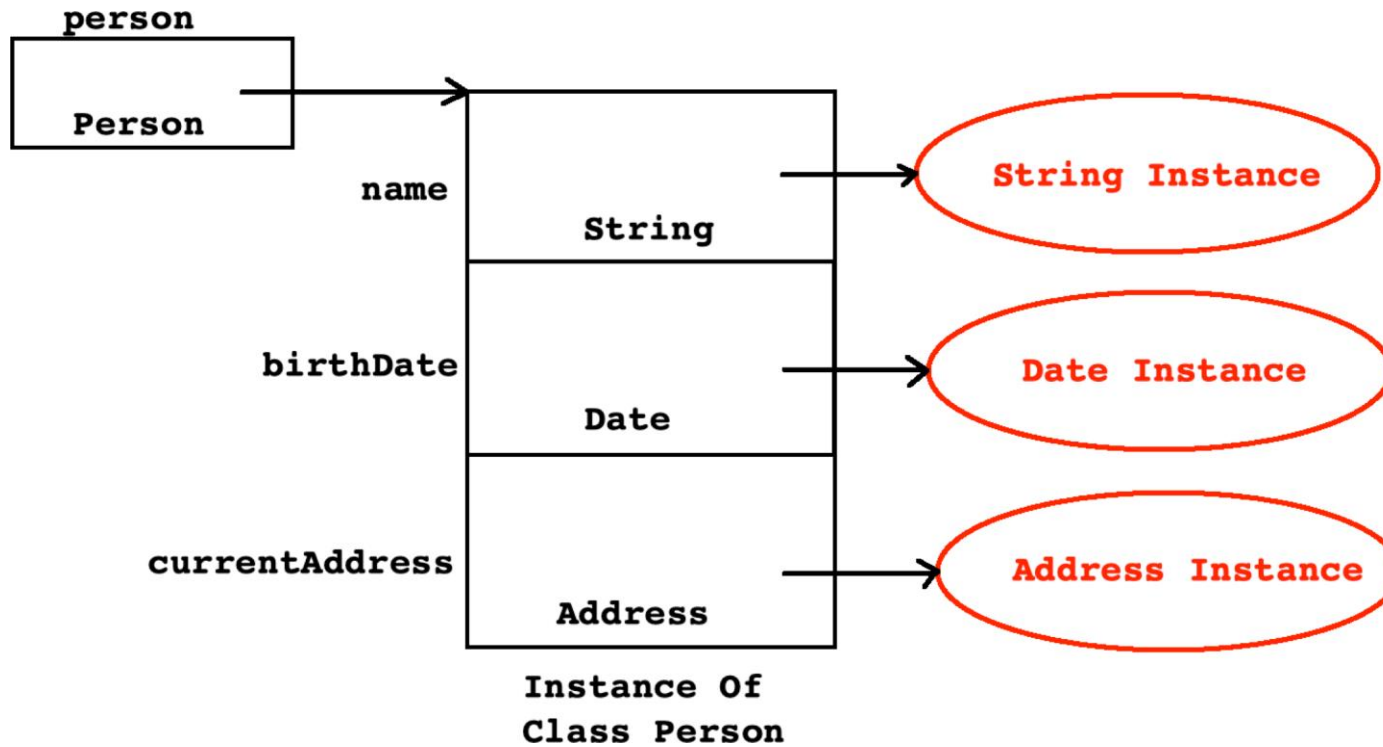 person
Person
name
String
String Instance
birthDate
Date
Date Instance
currentAddress
Address
Address Instance
Instance Of
Class Person